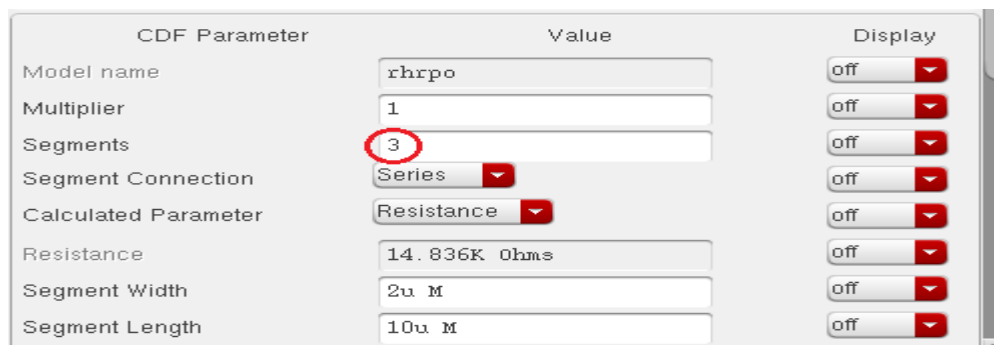 CDF Parameter Value Display
Model name rhrpo off
Multiplier 1 off
Segments 3 off
Segment Connection Series off
Calculated Parameter Resistance off
Resistance 14.836K Ohms off
Segment Width 2u M off
Segment Length 10u M off